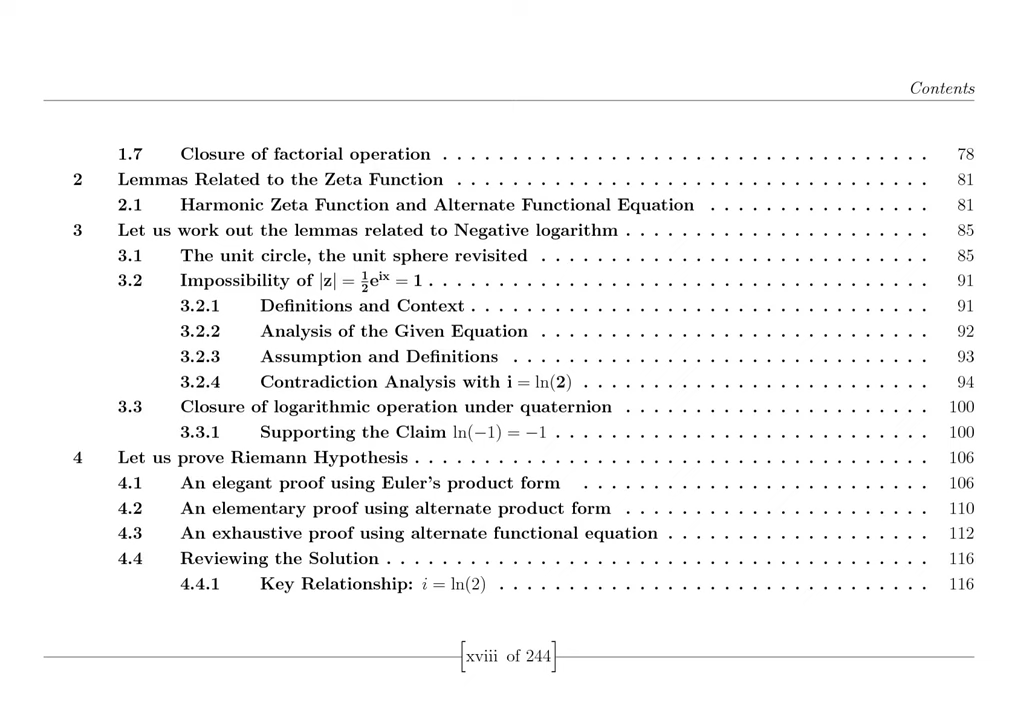 Contents
1.7 Closure of factorial operation . . . . . . . . . . . . . . . . . . . . . . . . . . . . . . . . . . . 78
2 Lemmas Related to the Zeta Function . . . . . . . . . . . . . . . . . . . . . . . . . . . . . . . . . . 81
2.1 Harmonic Zeta Function and Alternate Functional Equation . . . . . . . . . . . . . . . . 81
3 Let us work out the lemmas related to Negative logarithm . . . . . . . . . . . . . . . . . . . . . . 85
3.1 The unit circle, the unit sphere revisited . . . . . . . . . . . . . . . . . . . . . . . . . . . . 85
3.2 Impossibility of |z| = ½e^{ix} = 1 . . . . . . . . . . . . . . . . . . . . . . . . . . . . . . . . . . . . 91
3.2.1 Definitions and Context . . . . . . . . . . . . . . . . . . . . . . . . . . . . . . . . . 91
3.2.2 Analysis of the Given Equation . . . . . . . . . . . . . . . . . . . . . . . . . . . . 92
3.2.3 Assumption and Definitions . . . . . . . . . . . . . . . . . . . . . . . . . . . . . . 93
3.2.4 Contradiction Analysis with i = ln(2) . . . . . . . . . . . . . . . . . . . . . . . . . 94
3.3 Closure of logarithmic operation under quaternion . . . . . . . . . . . . . . . . . . . . . . 100
3.3.1 Supporting the Claim ln(−1) = −1 . . . . . . . . . . . . . . . . . . . . . . . . . . . 100
4 Let us prove Riemann Hypothesis . . . . . . . . . . . . . . . . . . . . . . . . . . . . . . . . . . . . . 106
4.1 An elegant proof using Euler's product form . . . . . . . . . . . . . . . . . . . . . . . . . 106
4.2 An elementary proof using alternate product form . . . . . . . . . . . . . . . . . . . . . . 110
4.3 An exhaustive proof using alternate functional equation . . . . . . . . . . . . . . . . . . . 112
4.4 Reviewing the Solution . . . . . . . . . . . . . . . . . . . . . . . . . . . . . . . . . . . . . . . 116
4.4.1 Key Relationship: i = ln(2) . . . . . . . . . . . . . . . . . . . . . . . . . . . . . . . 116
[xviii of 244]